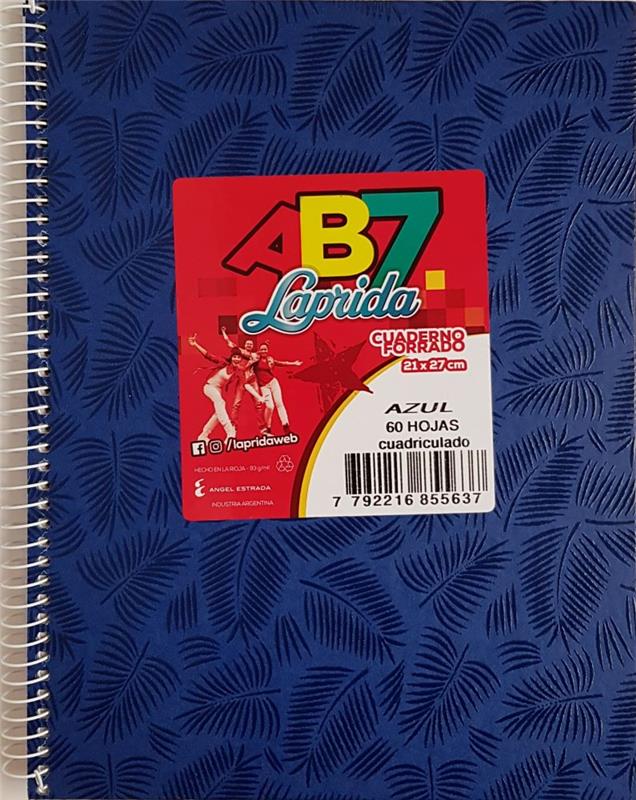 AB7
Laprida
CUADERNO
FORRADO
21 x 27 cm
AZUL
60 HOJAS
cuadriculado
/lapridaweb
HECHO EN LA RIOJA - 93 g/m²
ANGEL ESTRADA
INDUSTRIA ARGENTINA
7 792216 855637